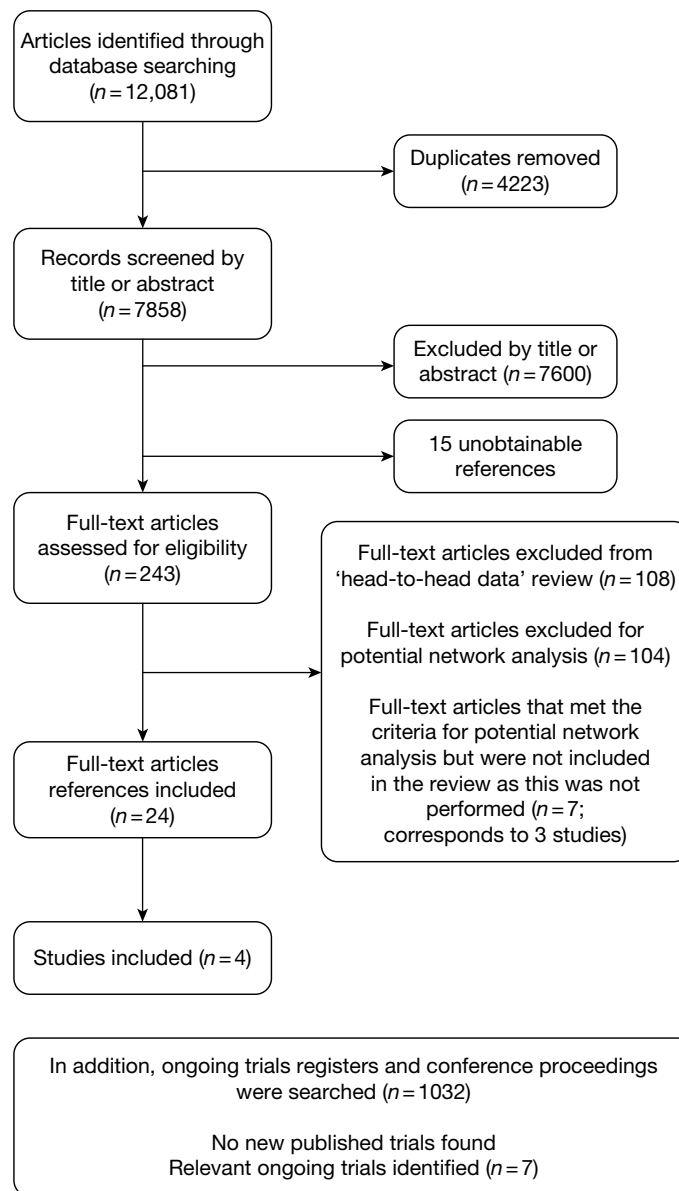 Articles identified through
database searching
(n = 12,081)
Duplicates removed
(n = 4223)
Records screened by
title or abstract
(n = 7858)
Excluded by title or
abstract (n = 7600)
15 unobtainable
references
Full-text articles
assessed for eligibility
(n = 243)
Full-text articles excluded from
‘head-to-head data’ review (n = 108)
Full-text articles excluded for
potential network analysis (n = 104)
Full-text articles that met the
criteria for potential network
analysis but were not included
in the review as this was not
performed (n = 7;
corresponds to 3 studies)
Full-text articles
references included
(n = 24)
Studies included (n = 4)
In addition, ongoing trials registers and conference proceedings
were searched (n = 1032)
No new published trials found
Relevant ongoing trials identified (n = 7)